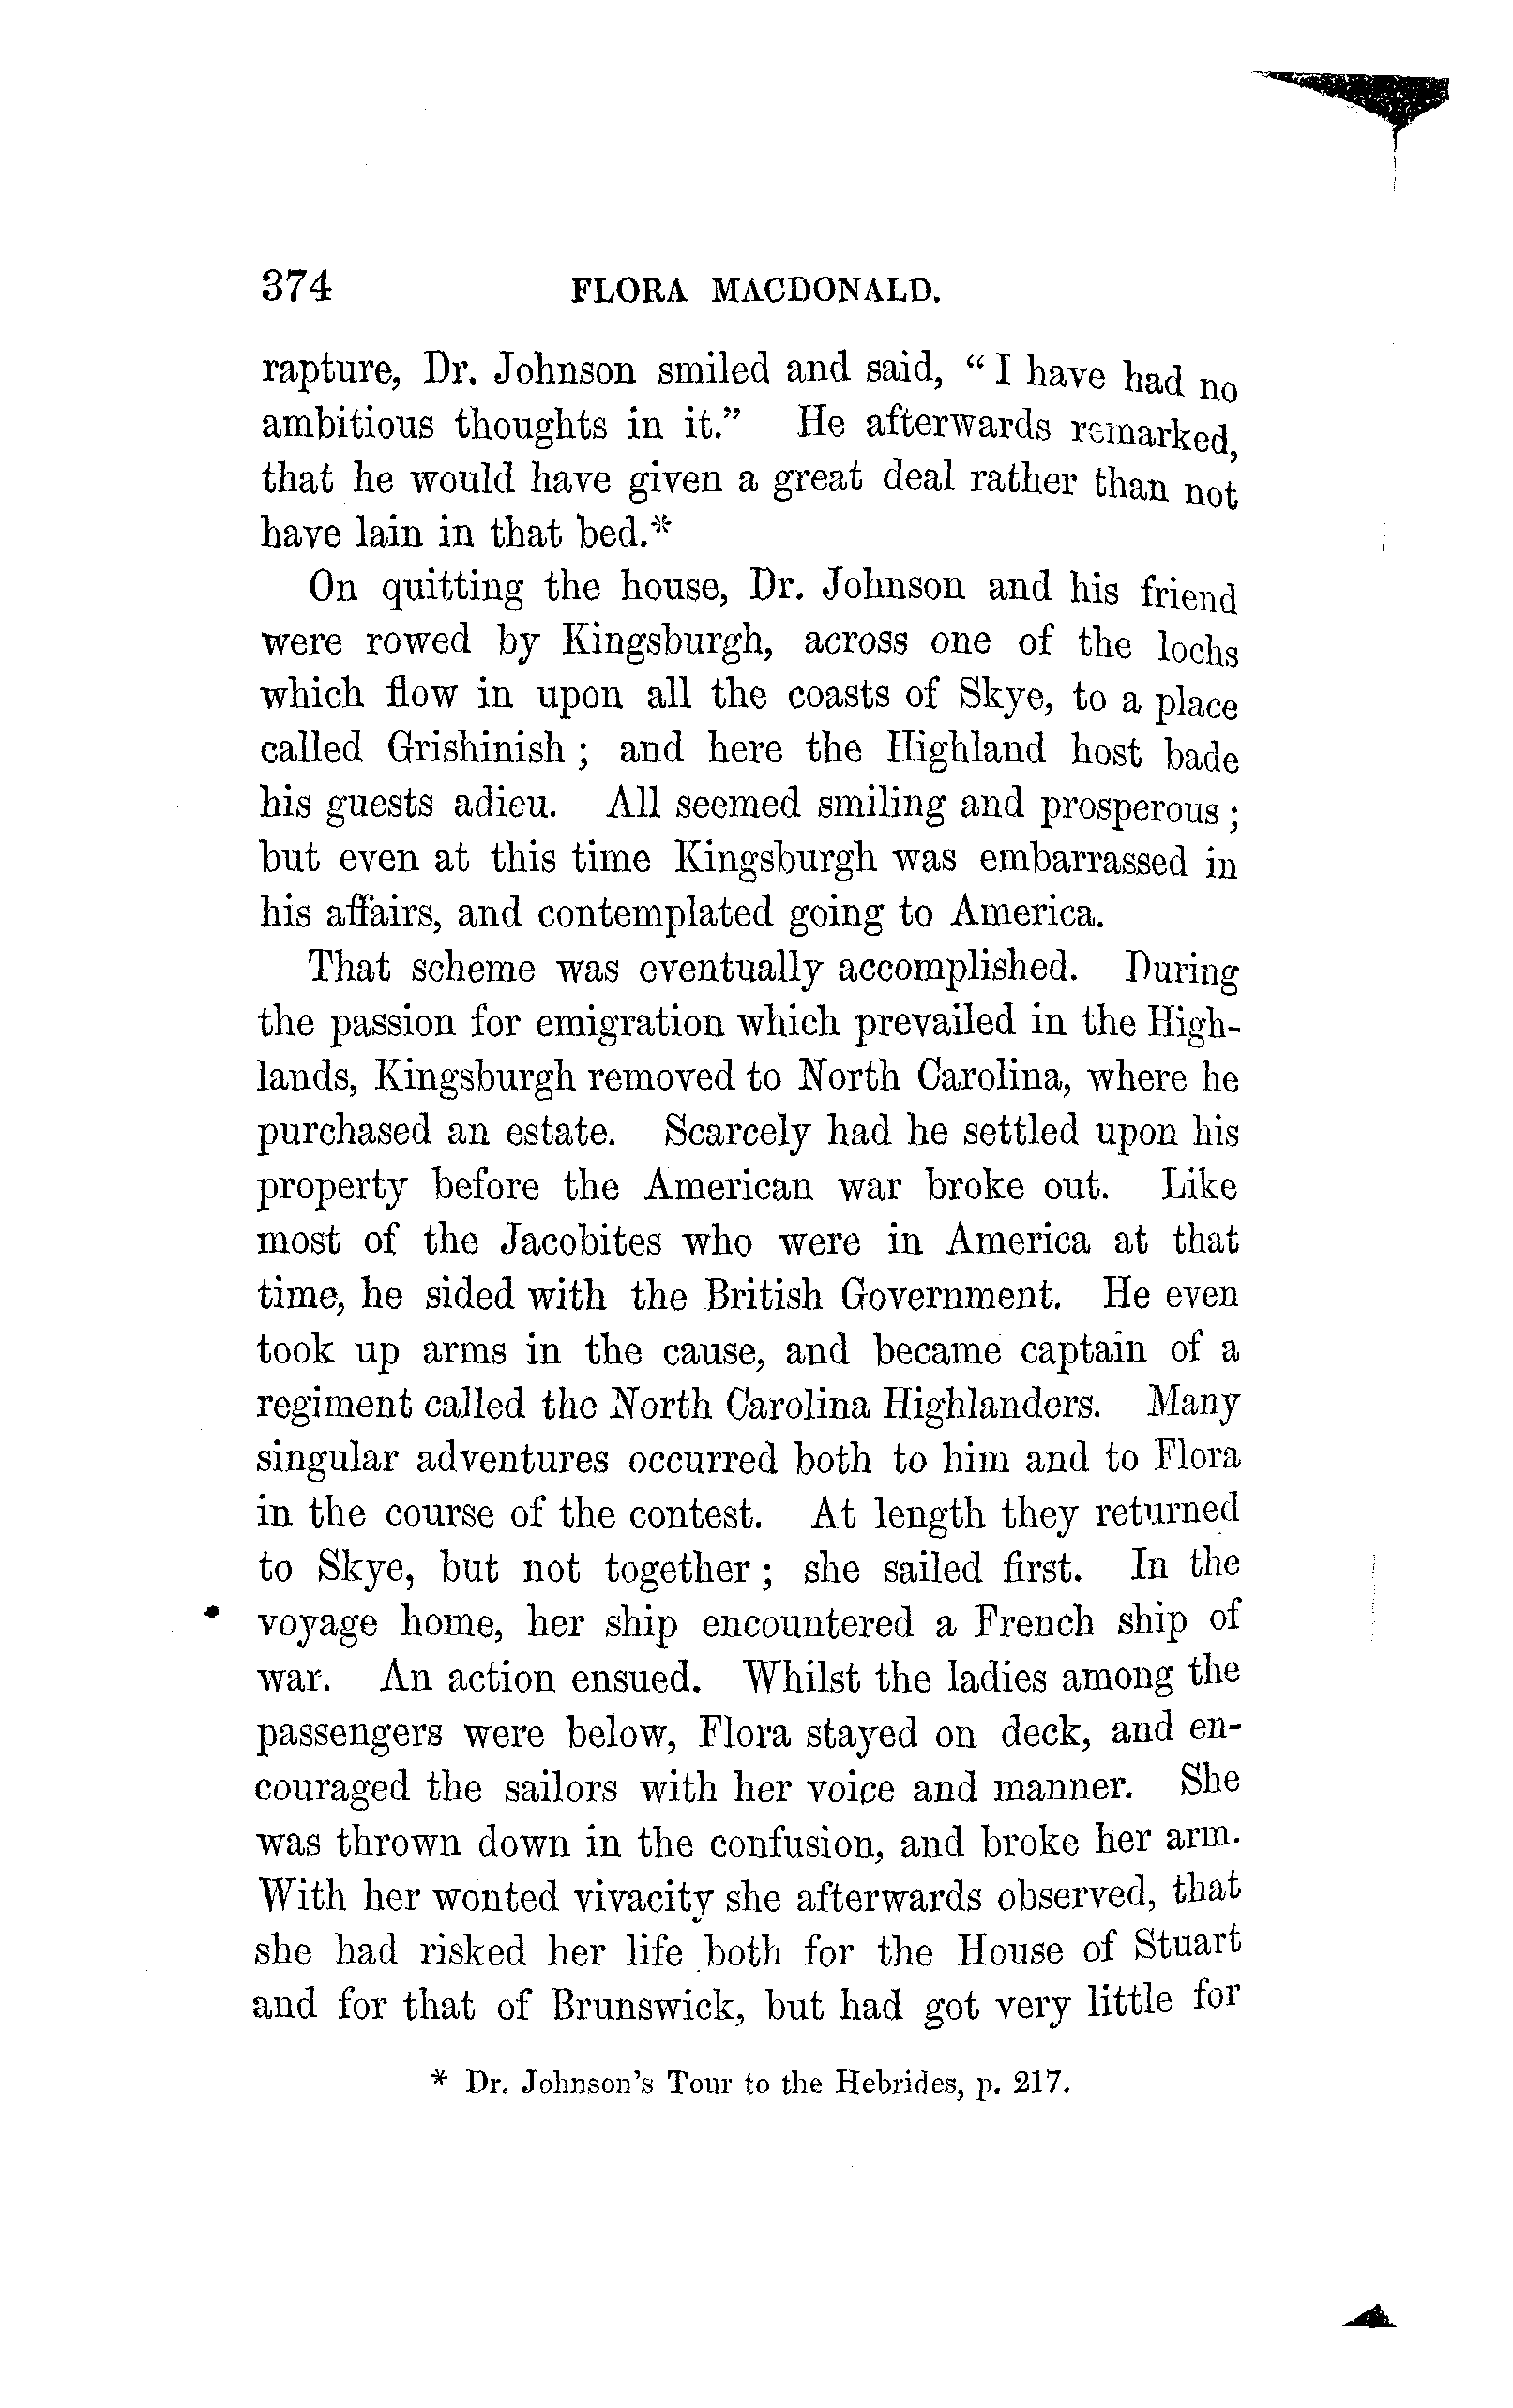 374 FLORA MACDONALD.
rapture, Dr. Johnson smiled and said, "I have had no
ambitious thoughts in it." He afterwards remarked,
that he would have given a great deal rather than not
have lain in that bed.*
On quitting the house, Dr. Johnson and his friend
were rowed by Kingsburgh, across one of the lochs
which flow in upon all the coasts of Skye, to a place
called Grishinish ; and here the Highland host bade
his guests adieu. All seemed smiling and prosperous ;
but even at this time Kingsburgh was embarrassed in
his affairs, and contemplated going to America.
That scheme was eventually accomplished. During
the passion for emigration which prevailed in the High-
lands, Kingsburgh removed to North Carolina, where he
purchased an estate. Scarcely had he settled upon his
property before the American war broke out. Like
most of the Jacobites who were in America at that
time, he sided with the British Government. He even
took up arms in the cause, and became captain of a
regiment called the North Carolina Highlanders. Many
singular adventures occurred both to him and to Flora
in the course of the contest. At length they returned
to Skye, but not together ; she sailed first. In the
voyage home, her ship encountered a French ship of
war. An action ensued. Whilst the ladies among the
passengers were below, Flora stayed on deck, and en-
couraged the sailors with her voice and manner. She
was thrown down in the confusion, and broke her arm.
With her wonted vivacity she afterwards observed, that
she had risked her life both for the House of Stuart
and for that of Brunswick, but had got very little for
* Dr. Johnson's Tour to the Hebrides, p. 217.